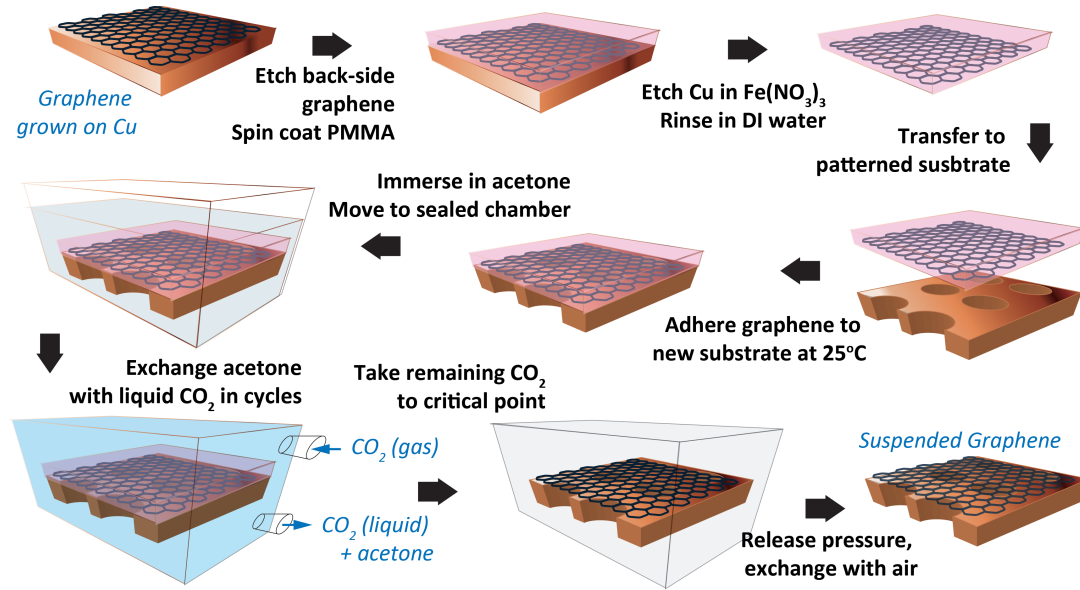 Graphene
grown on Cu
Etch back-side
graphene
Spin coat PMMA
Etch Cu in Fe(NO₃)₃
Rinse in DI water
Transfer to
patterned susbtrate
Adhere graphene to
new substrate at 25°C
Immerse in acetone
Move to sealed chamber
Exchange acetone
with liquid CO₂ in cycles
CO₂ (gas)
CO₂ (liquid)
+ acetone
Take remaining CO₂
to critical point
Release pressure,
exchange with air
Suspended Graphene